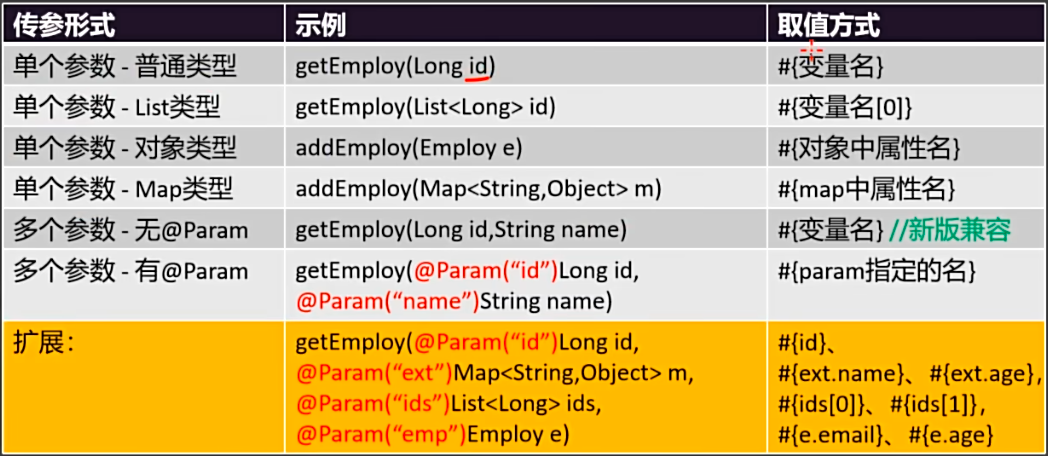 传参形式 示例 取值方式
单个参数 - 普通类型 getEmploy(Long id) #{变量名}
单个参数 - List类型 getEmploy(List<Long> id) #{变量名[0]}
单个参数 - 对象类型 addEmploy(Employ e) #{对象中属性名}
单个参数 - Map类型 addEmploy(Map<String,Object> m) #{map中属性名}
多个参数 - 无@Param getEmploy(Long id,String name) #{变量名} //新版兼容
多个参数 - 有@Param getEmploy(@Param(“id”)Long id, #{param指定的名}
@Param(“name”)String name)
扩展： getEmploy(@Param(“id”)Long id, #{id}、
@Param(“ext”)Map<String,Object> m, #{ext.name}、#{ext.age},
@Param(“ids”)List<Long> ids, #{ids[0]}、#{ids[1]},
@Param(“emp”)Employ e) #{e.email}、#{e.age}